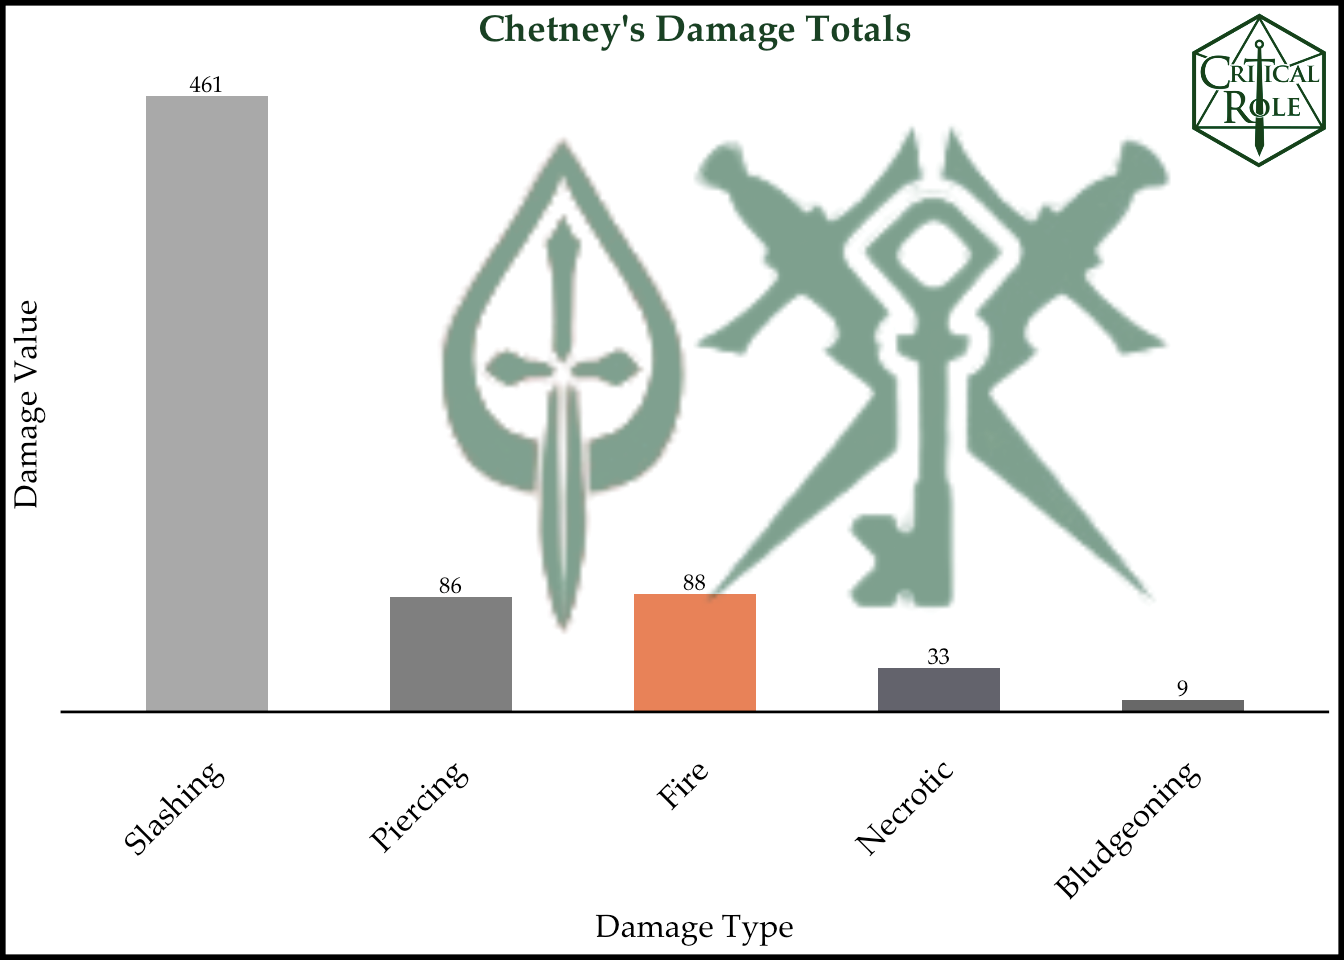 Chetney's Damage Totals
CRITICAL
ROLE
461
86
88
33
9
Damage Value
Slashing
Piercing
Fire
Necrotic
Bludgeoning
Damage Type